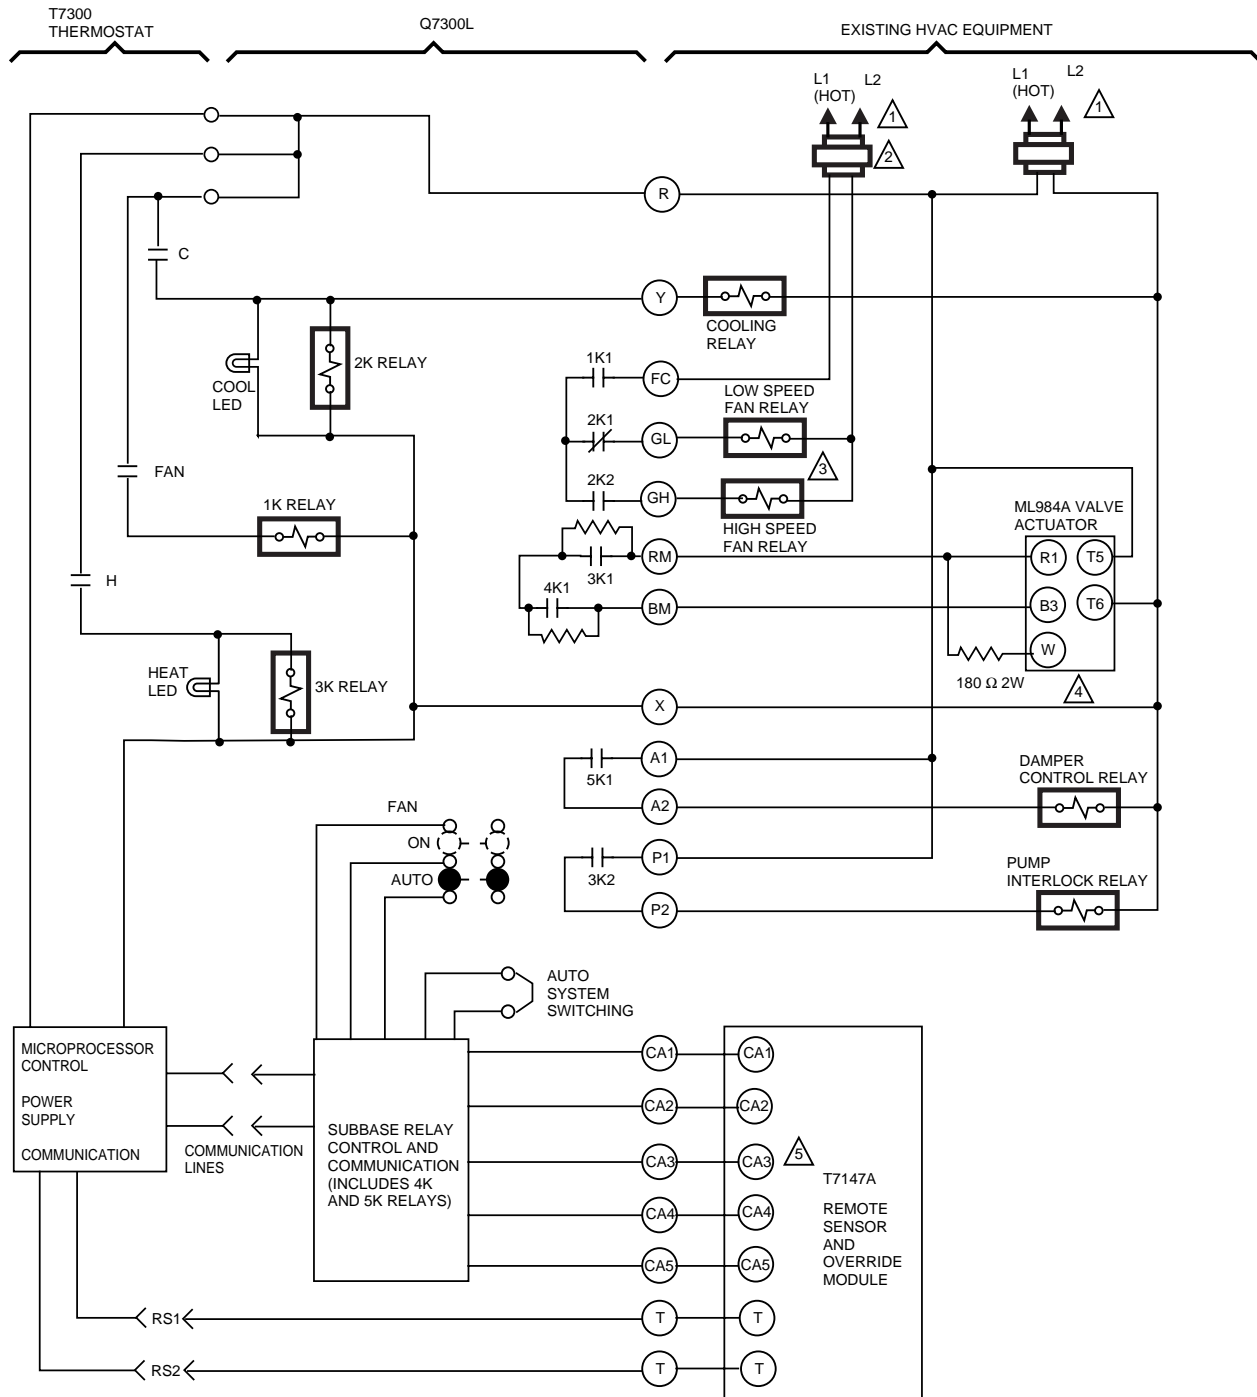 T7300
THERMOSTAT
Q7300L
EXISTING HVAC EQUIPMENT
L1
(HOT)
L2
1
2
L1
(HOT)
L2
1
R
C
Y
COOLING
RELAY
2K RELAY
COOL
LED
1K1
FC
LOW SPEED
FAN RELAY
2K1
GL
3
2K2
GH
HIGH SPEED
FAN RELAY
FAN
1K RELAY
ML984A VALVE
ACTUATOR
RM
3K1
R1
T5
H
4K1
BM
B3
T6
W
180 Ω 2W
4
HEAT
LED
3K RELAY
X
A1
5K1
A2
DAMPER
CONTROL RELAY
FAN
ON
AUTO
P1
3K2
P2
PUMP
INTERLOCK RELAY
AUTO
SYSTEM
SWITCHING
MICROPROCESSOR
CONTROL
POWER
SUPPLY
COMMUNICATION
COMMUNICATION
LINES
SUBBASE RELAY
CONTROL AND
COMMUNICATION
(INCLUDES 4K
AND 5K RELAYS)
CA1
CA1
CA2
CA2
CA3
CA3
5
CA4
CA4
CA5
CA5
T7147A
REMOTE
SENSOR
AND
OVERRIDE
MODULE
RS1
T
T
RS2
T
T